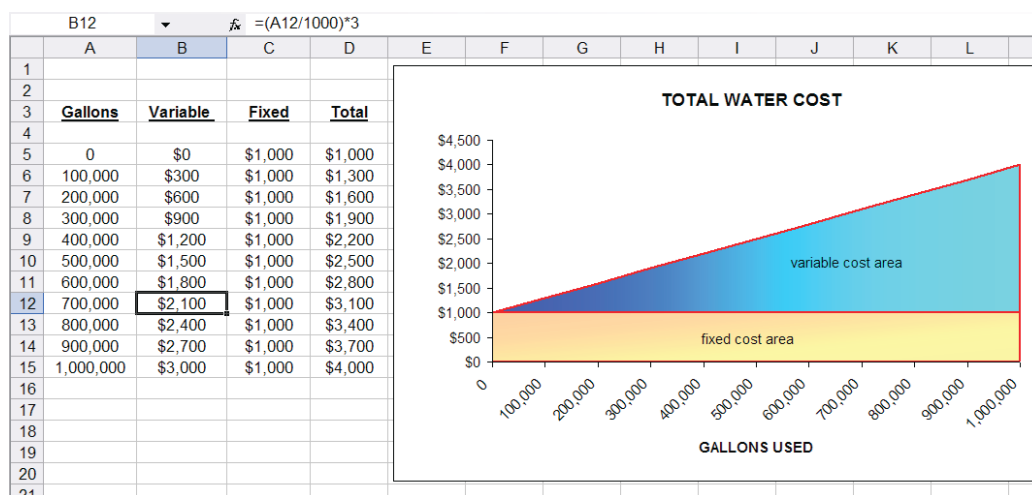 B12 fx =(A12/1000)*3
A B C D E F G H I J K L
1
2
3 Gallons Variable Fixed Total
4
5 0 $0 $1,000 $1,000
6 100,000 $300 $1,000 $1,300
7 200,000 $600 $1,000 $1,600
8 300,000 $900 $1,000 $1,900
9 400,000 $1,200 $1,000 $2,200
10 500,000 $1,500 $1,000 $2,500
11 600,000 $1,800 $1,000 $2,800
12 700,000 $2,100 $1,000 $3,100
13 800,000 $2,400 $1,000 $3,400
14 900,000 $2,700 $1,000 $3,700
15 1,000,000 $3,000 $1,000 $4,000
16
17
18
19
20
21
TOTAL WATER COST
$4,500
$4,000
$3,500
$3,000
$2,500
$2,000
$1,500
$1,000
$500
$0
variable cost area
fixed cost area
0 100,000 200,000 300,000 400,000 500,000 600,000 700,000 800,000 900,000 1,000,000
GALLONS USED